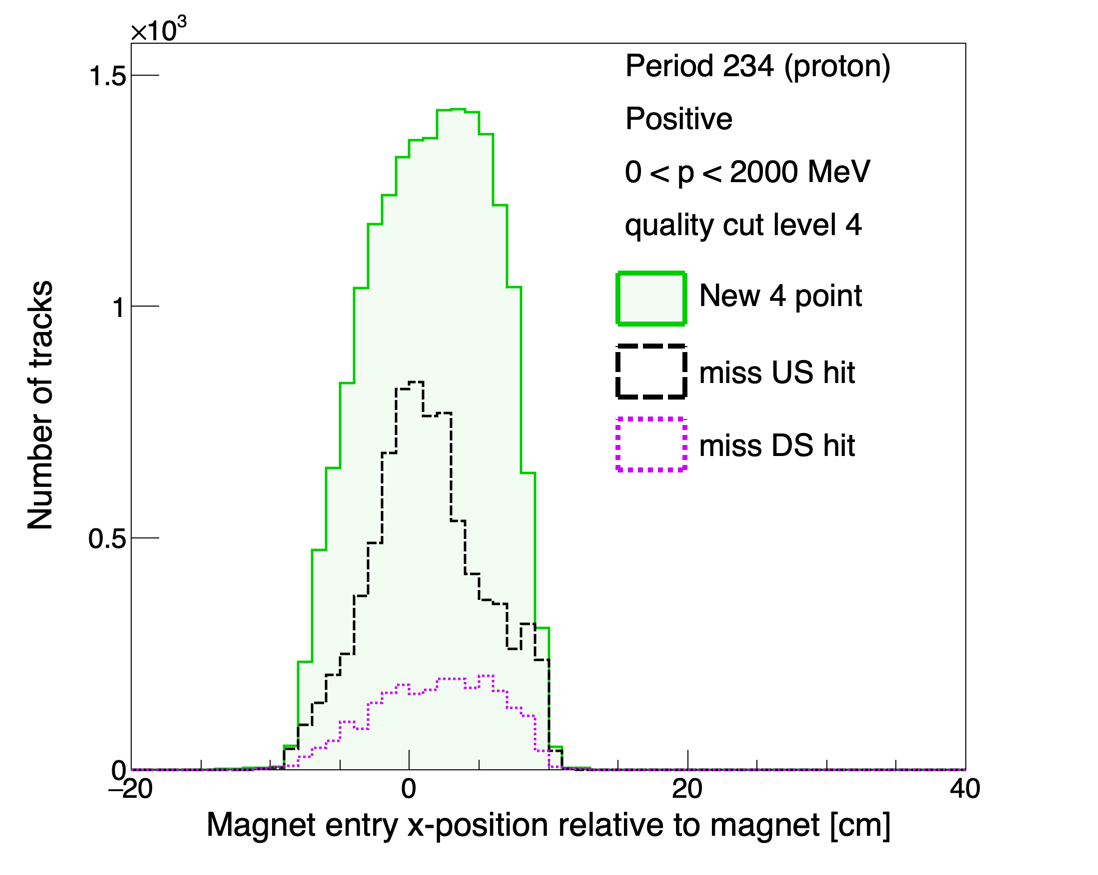 ×10³
1.5
1
0.5
0
−20
0
20
40
Number of tracks
Magnet entry x-position relative to magnet [cm]
Period 234 (proton)
Positive
0 < p < 2000 MeV
quality cut level 4
New 4 point
miss US hit
miss DS hit